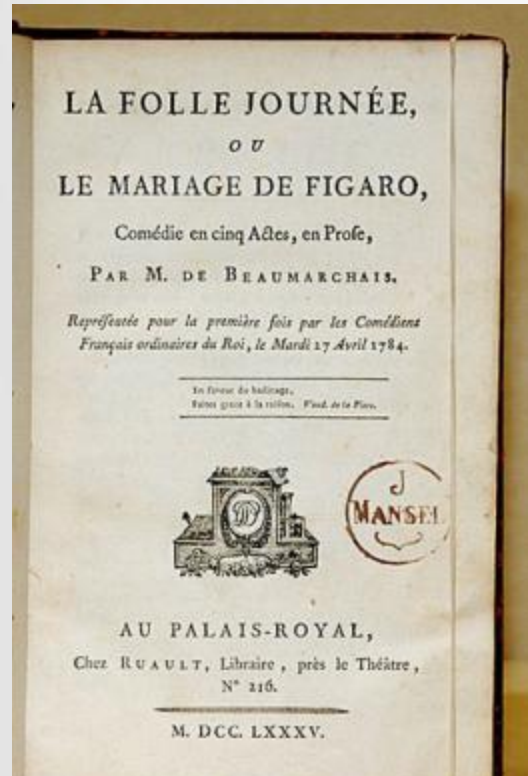 LA FOLLE JOURNÉE,
OU
LE MARIAGE DE FIGARO,
Comédie en cinq Actes, en Proſe,
PAR M. DE BEAUMARCHAIS.
Repréſentée pour la première fois par les Comédiens
Français ordinaires du Roi, le Mardi 27 Avril 1784.
En faveur du badinage,
Faites grace à la raiſon. Vaud. de la Piece.
J
MANSEL
AU PALAIS-ROYAL,
Chez RUAULT, Libraire, près le Théâtre,
N° 216.
M. DCC. LXXXV.